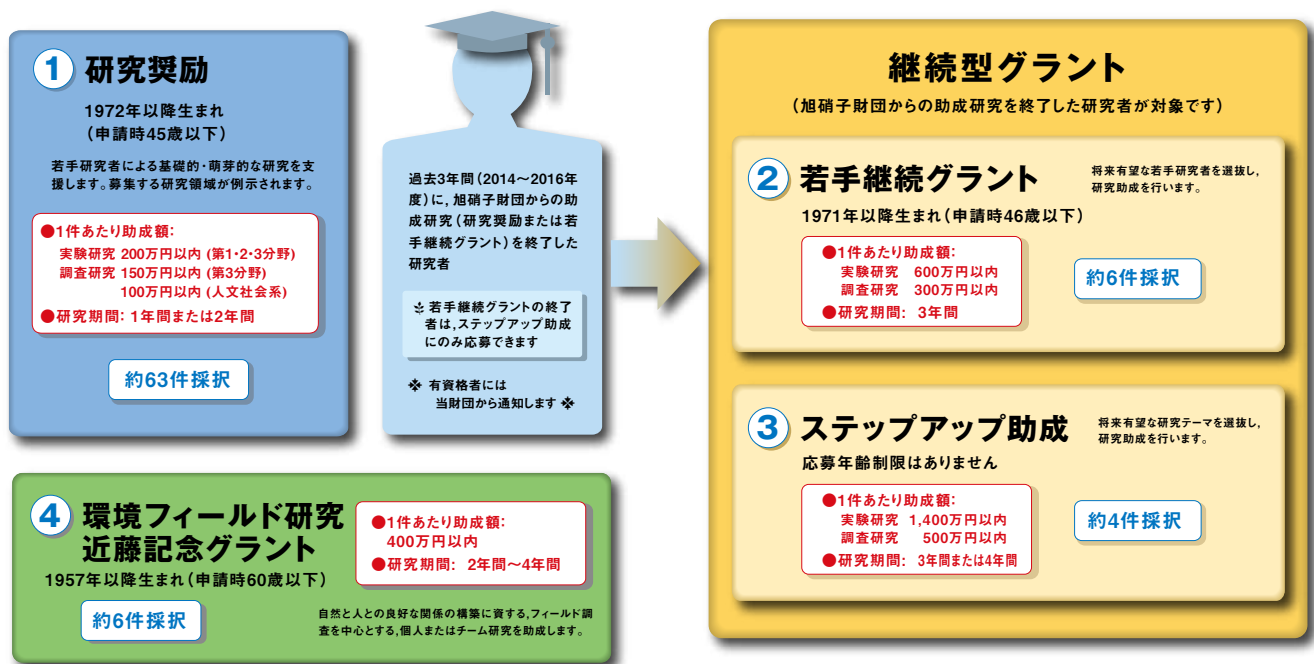 1 研究奨励
1972年以降生まれ
(申請時45歳以下)
若手研究者による基礎的・萌芽的な研究を支
援します。募集する研究領域が例示されます。
●1件あたり助成額:
実験研究 200万円以内 (第1・2・3分野)
調査研究 150万円以内 (第3分野)
100万円以内 (人文社会系)
●研究期間: 1年間または2年間
約63件採択
過去3年間(2014～2016年
度)に, 旭硝子財団からの助
成研究(研究奨励または若
手継続グラント)を終了した
研究者
若手継続グラントの終了
者は,ステップアップ助成
にのみ応募できます
❖ 有資格者には
当財団から通知します ❖
継続型グラント
(旭硝子財団からの助成研究を終了した研究者が対象です)
2 若手継続グラント
将来有望な若手研究者を選抜し,
研究助成を行います。
1971年以降生まれ(申請時46歳以下)
●1件あたり助成額:
実験研究 600万円以内
調査研究 300万円以内
●研究期間: 3年間
約6件採択
3 ステップアップ助成
将来有望な研究テーマを選抜し,
研究助成を行います。
応募年齢制限はありません
●1件あたり助成額:
実験研究 1,400万円以内
調査研究 500万円以内
●研究期間: 3年間または4年間
約4件採択
4 環境フィールド研究
近藤記念グラント
1957年以降生まれ(申請時60歳以下)
●1件あたり助成額:
400万円以内
●研究期間: 2年間～4年間
約6件採択
自然と人との良好な関係の構築に資する,フィールド調
査を中心とする,個人またはチーム研究を助成します。